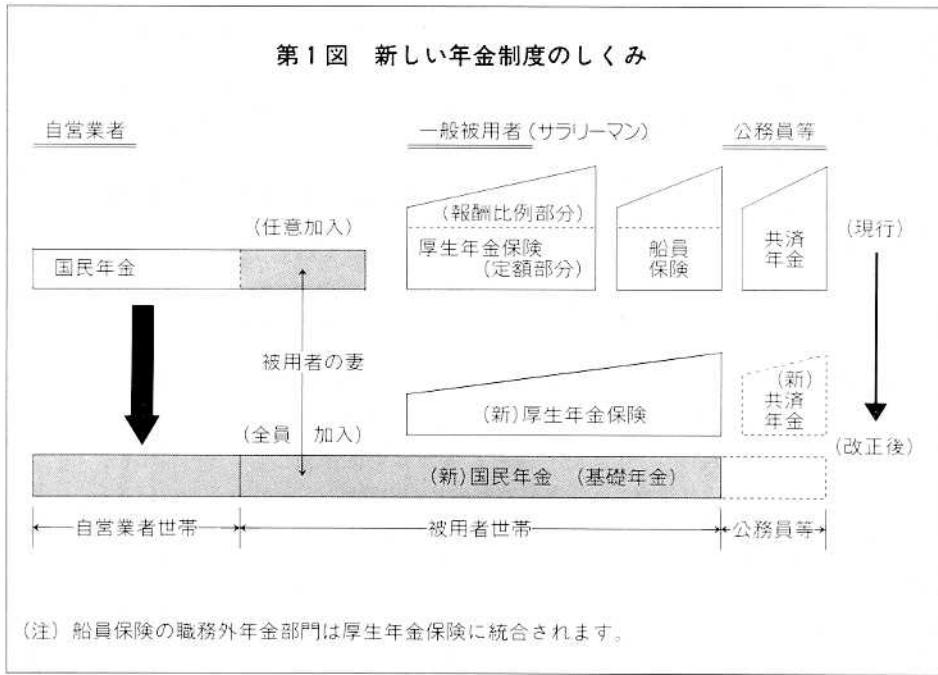 第1図 新しい年金制度のしくみ
自営業者
一般被用者(サラリーマン)
公務員等
(任意加入)
国民年金
(報酬比例部分)
厚生年金保険
(定額部分)
船員
保険
共済
年金
(現行)
被用者の妻
(全員 加入)
(新)厚生年金保険
(新)
共済
年金
(改正後)
(新)国民年金 (基礎年金)
自営業者世帯
被用者世帯
公務員等
(注) 船員保険の職務外年金部門は厚生年金保険に統合されます。